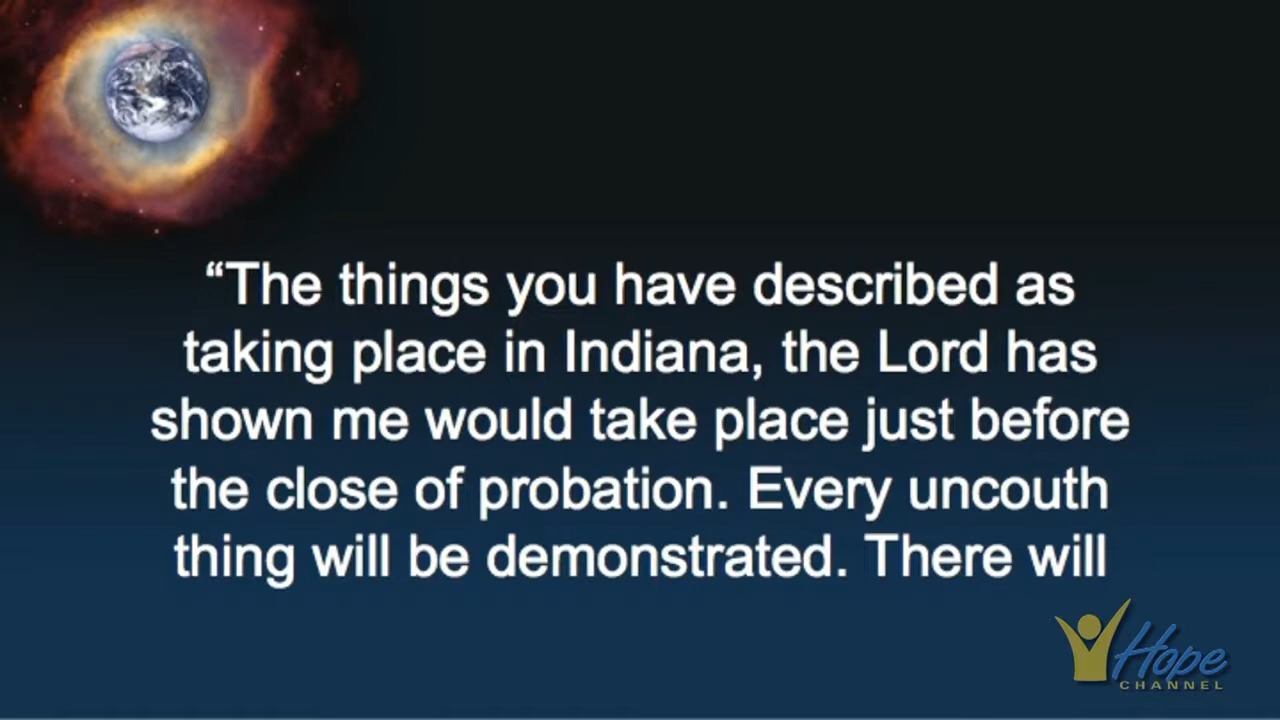 “The things you have described as
taking place in Indiana, the Lord has
shown me would take place just before
the close of probation. Every uncouth
thing will be demonstrated. There will
Hope
CHANNEL